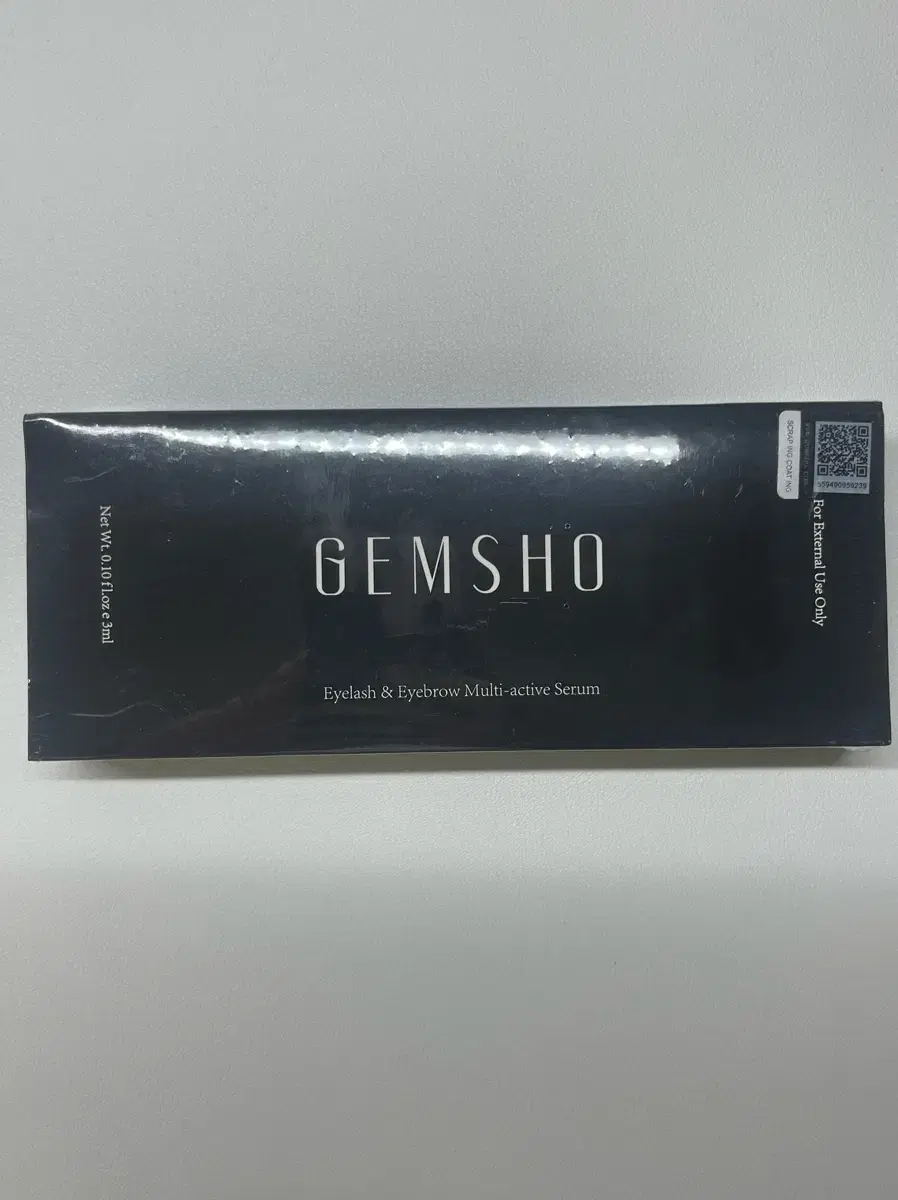 SCRAP ING COAT ING
For External Use Only
Net Wt. 0.10 fl.oz e 3ml
GEMSHO
Eyelash & Eyebrow Multi-active Serum